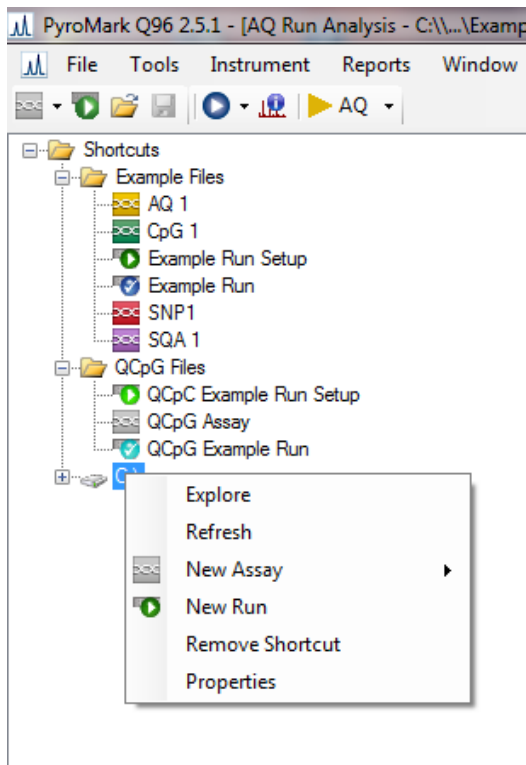 PyroMark Q96 2.5.1 - [AQ Run Analysis - C:\\...\Examp
File Tools Instrument Reports Window
AQ
Shortcuts
Example Files
AQ 1
CpG 1
Example Run Setup
Example Run
SNP1
SQA 1
QCpG Files
QCpC Example Run Setup
QCpG Assay
QCpG Example Run
C:\
Explore
Refresh
New Assay
New Run
Remove Shortcut
Properties